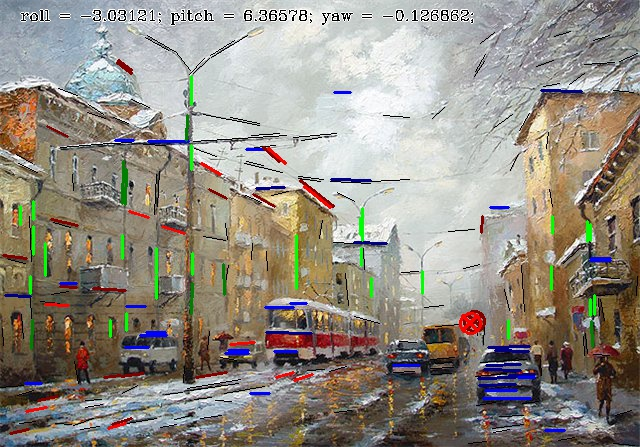 roll = −3.03121; pitch = 6.36578; yaw = −0.126862;